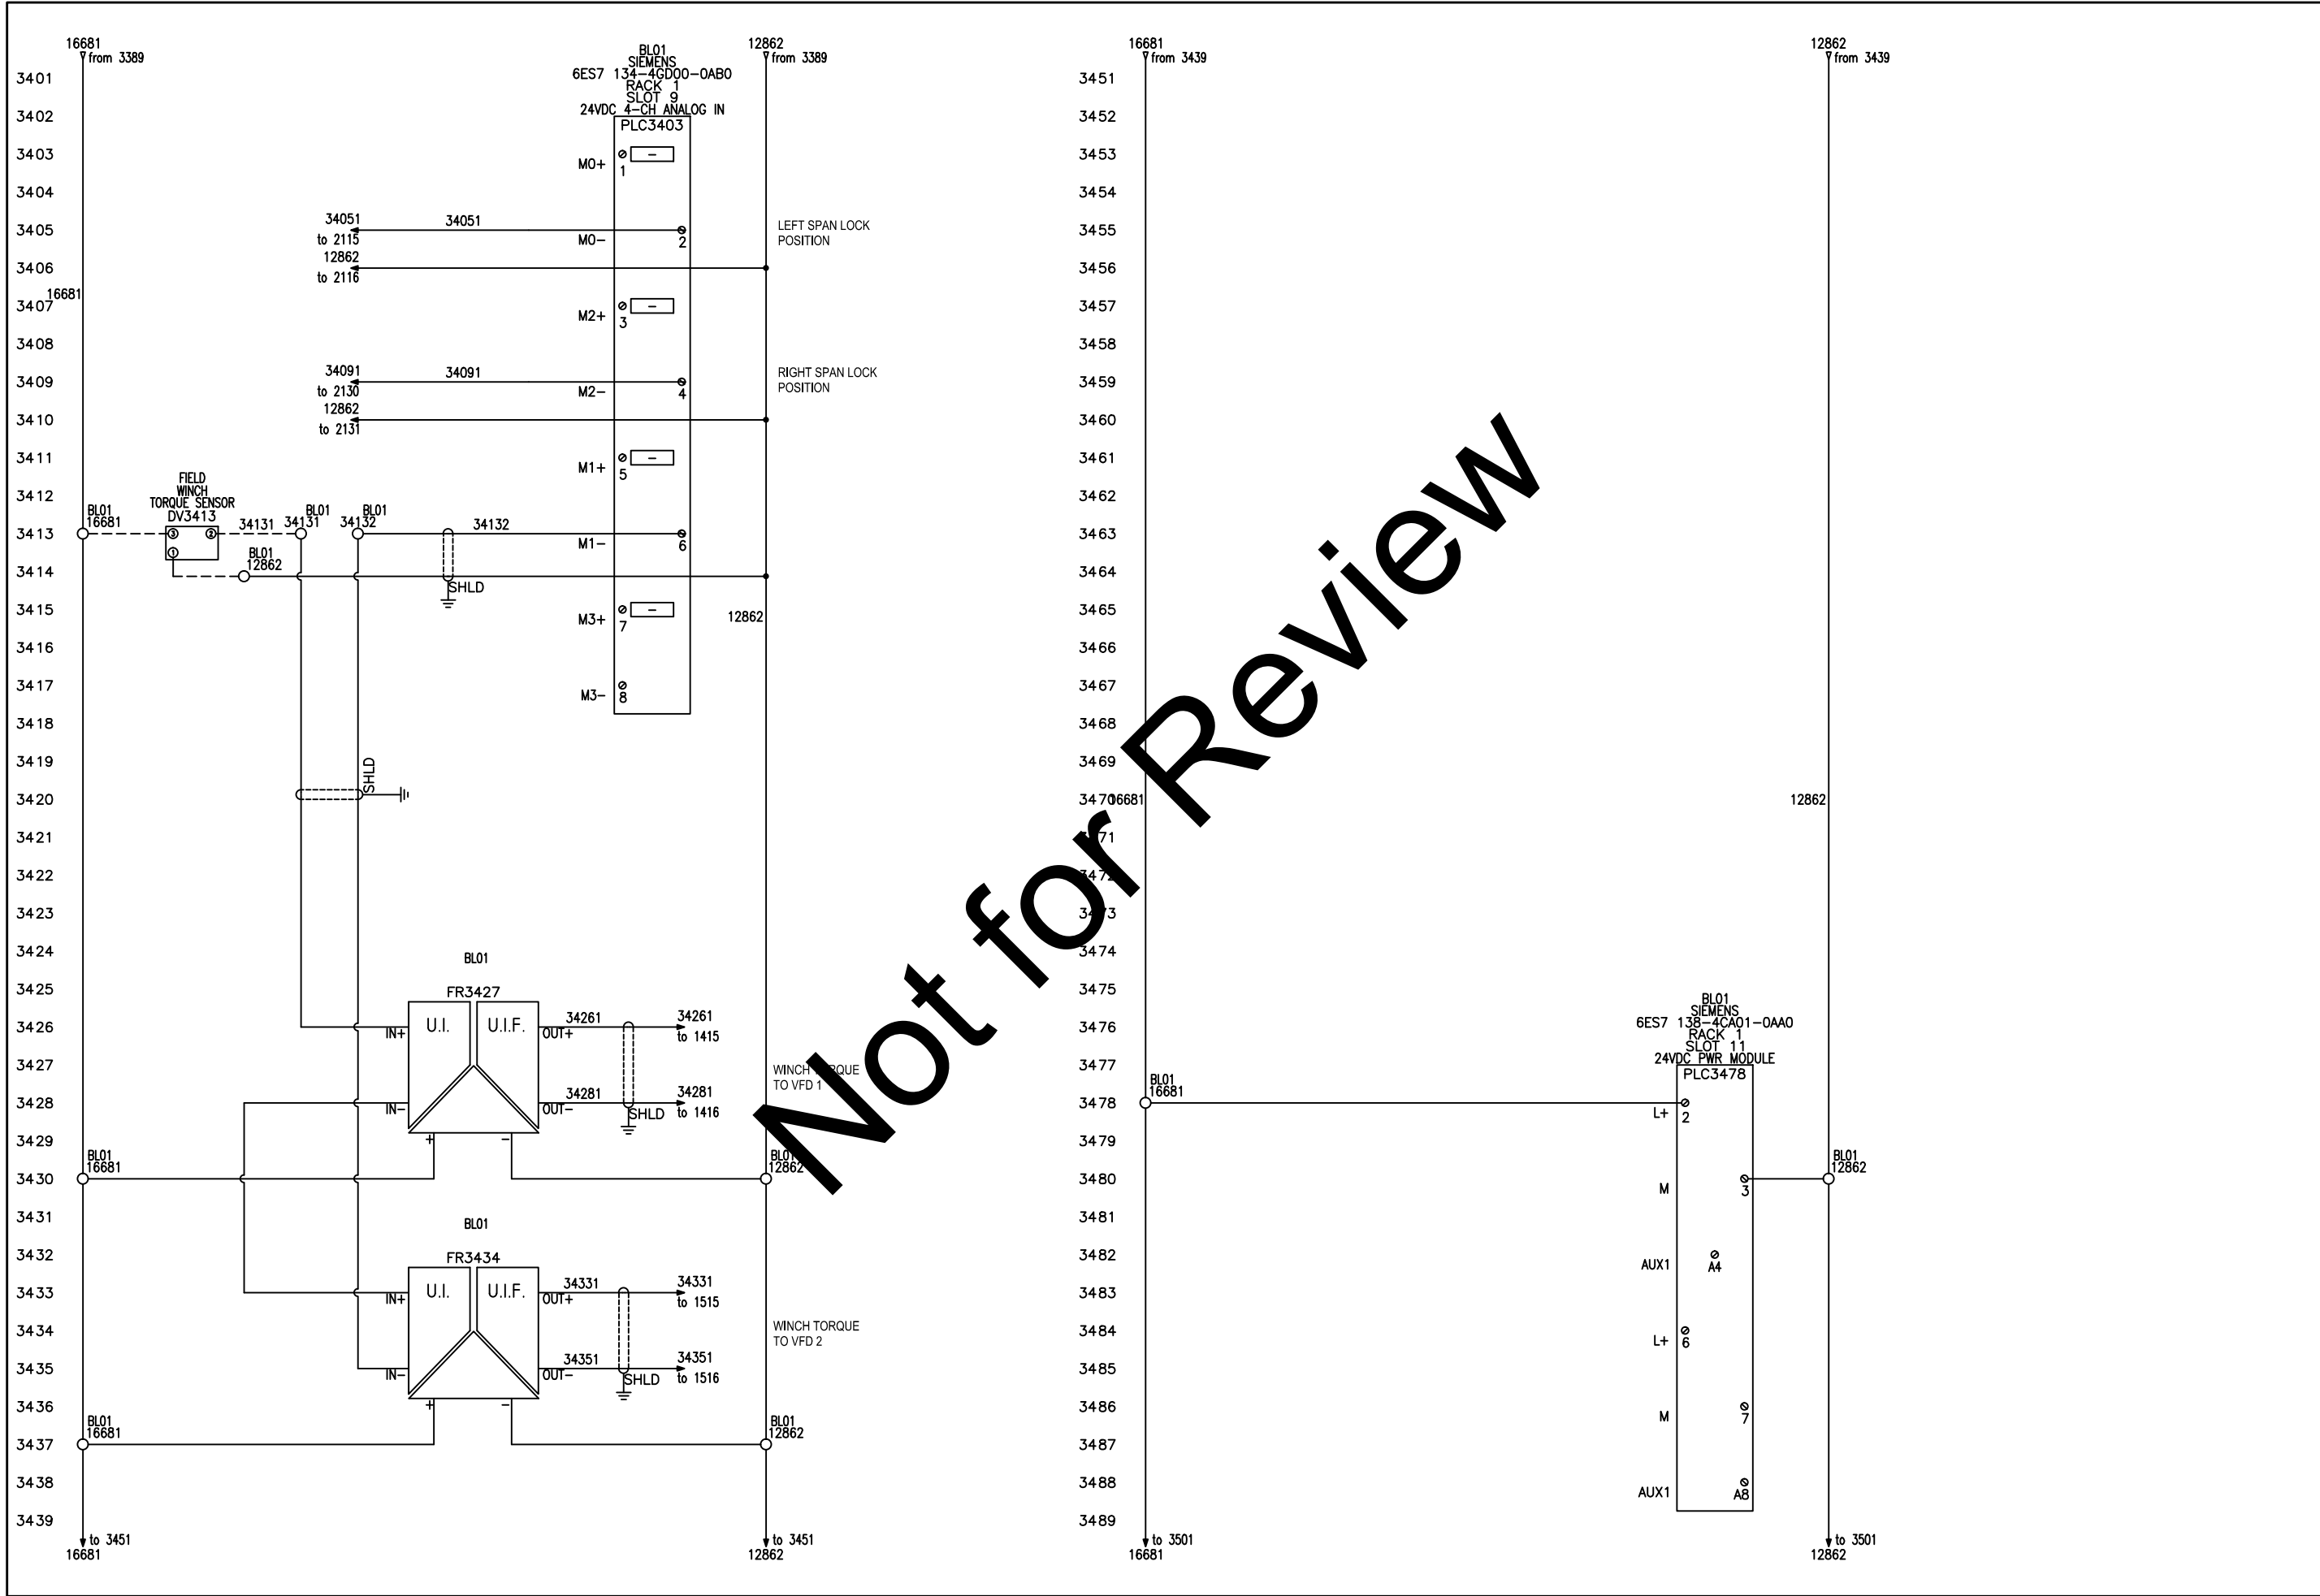 16681
from 3389
BL01
SIEMENS
6ES7 134-4GD00-0AB0
RACK 1
SLOT 9
24VDC 4-CH ANALOG IN
PLC3403
12862
from 3389
3401
3402
3403
M0+
1
3404
3405
34051
to 2115
34051
M0-
2
LEFT SPAN LOCK
POSITION
3406
12862
to 2116
3407
16681
M2+
3
3408
3409
34091
to 2130
34091
M2-
4
RIGHT SPAN LOCK
POSITION
3410
12862
to 2131
3411
M1+
5
3412
FIELD
WINCH
TORQUE SENSOR
DV3413
3413
BL01
16681
3
2
1
34131
BL01
34131
BL01
34132
34132
M1-
6
3414
BL01
12862
SHLD
3415
M3+
7
12862
3416
3417
M3-
8
3418
3419
SHLD
3420
3421
3422
3423
3424
BL01
3425
FR3427
3426
IN+
U.I.
U.I.F.
OUT+
34261
34261
to 1415
3427
WINCH TORQUE
TO VFD 1
3428
IN-
OUT-
34281
SHLD
34281
to 1416
3429
+
-
3430
BL01
16681
BL01
12862
3431
BL01
3432
FR3434
3433
IN+
U.I.
U.I.F.
OUT+
34331
34331
to 1515
3434
WINCH TORQUE
TO VFD 2
3435
IN-
OUT-
34351
SHLD
34351
to 1516
3436
+
-
3437
BL01
16681
BL01
12862
3438
3439
to 3451
16681
to 3451
12862
16681
from 3439
12862
from 3439
3451
3452
3453
3454
3455
3456
3457
3458
3459
3460
3461
3462
3463
3464
3465
3466
3467
3468
3469
3470
16681
12862
3471
3472
3473
3474
3475
BL01
SIEMENS
6ES7 138-4CA01-0AA0
RACK 1
SLOT 11
24VDC PWR MODULE
PLC3478
3476
3477
3478
BL01
16681
L+
2
3479
3480
M
3
BL01
12862
3481
3482
AUX1
A4
3483
3484
L+
6
3485
3486
M
7
3487
3488
AUX1
A8
3489
to 3501
16681
to 3501
12862
Not for Review